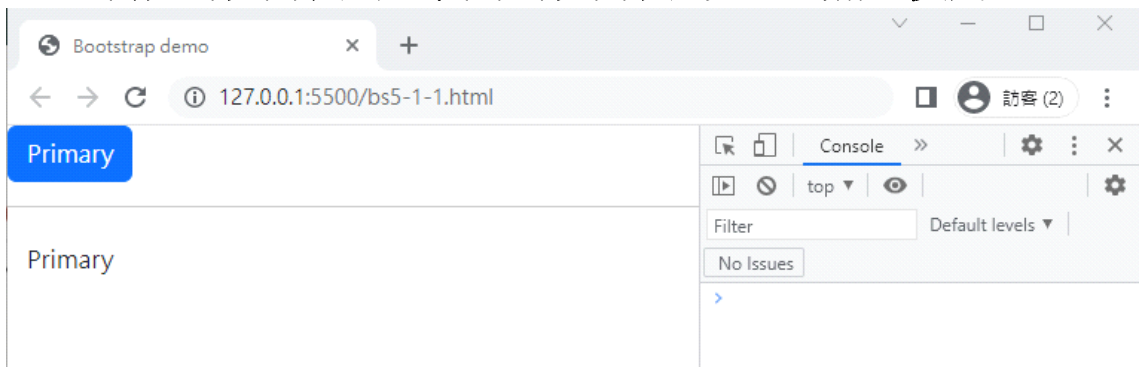 Bootstrap demo
127.0.0.1:5500/bs5-1-1.html
訪客 (2)
Primary
Console
top
Filter
Default levels
No Issues
Primary